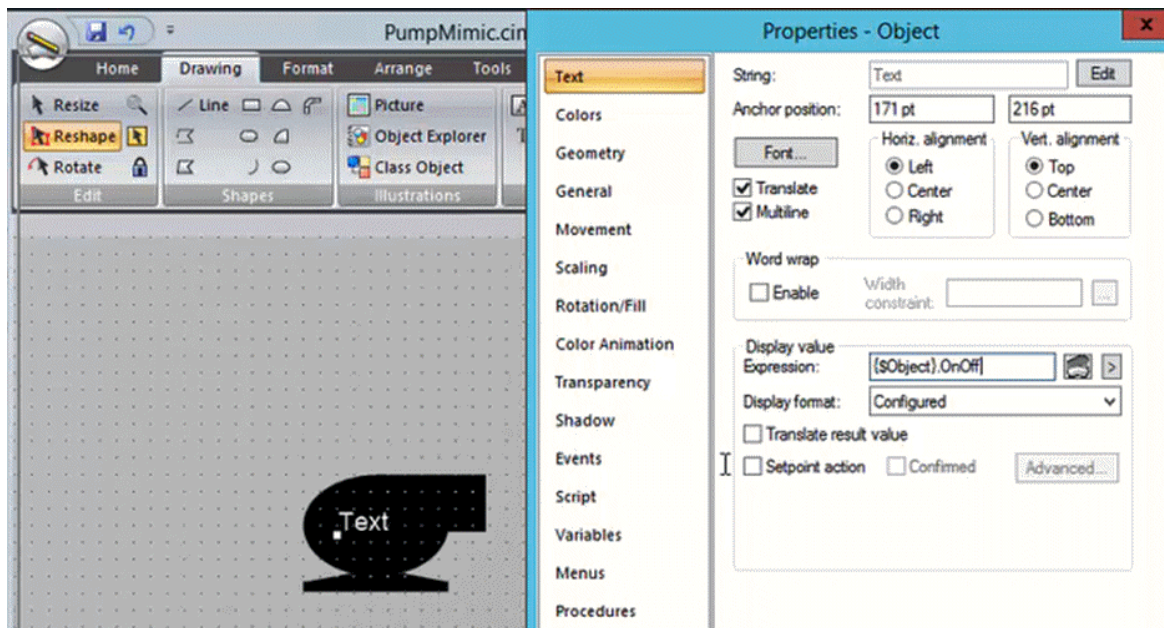 PumpMimic.cim
Properties - Object
x
Home Drawing Format Arrange Tools
Resize
Line
Picture
Reshape
Object Explorer
Rotate
Class Object
Edit
Shapes
Illustrations
Text
Text
Colors
Geometry
General
Movement
Scaling
Rotation/Fill
Color Animation
Transparency
Shadow
Events
Script
Variables
Menus
Procedures
String: Text Edit
Anchor position: 171 pt 216 pt
Font...
Horiz. alignment
Vert. alignment
Translate
Left
Top
Multiline
Center
Center
Right
Bottom
Word wrap
Enable
Width
constraint:
...
Display value
Expression: {$Object}.OnOff >
Display format: Configured
Translate result value
Setpoint action Confirmed Advanced...